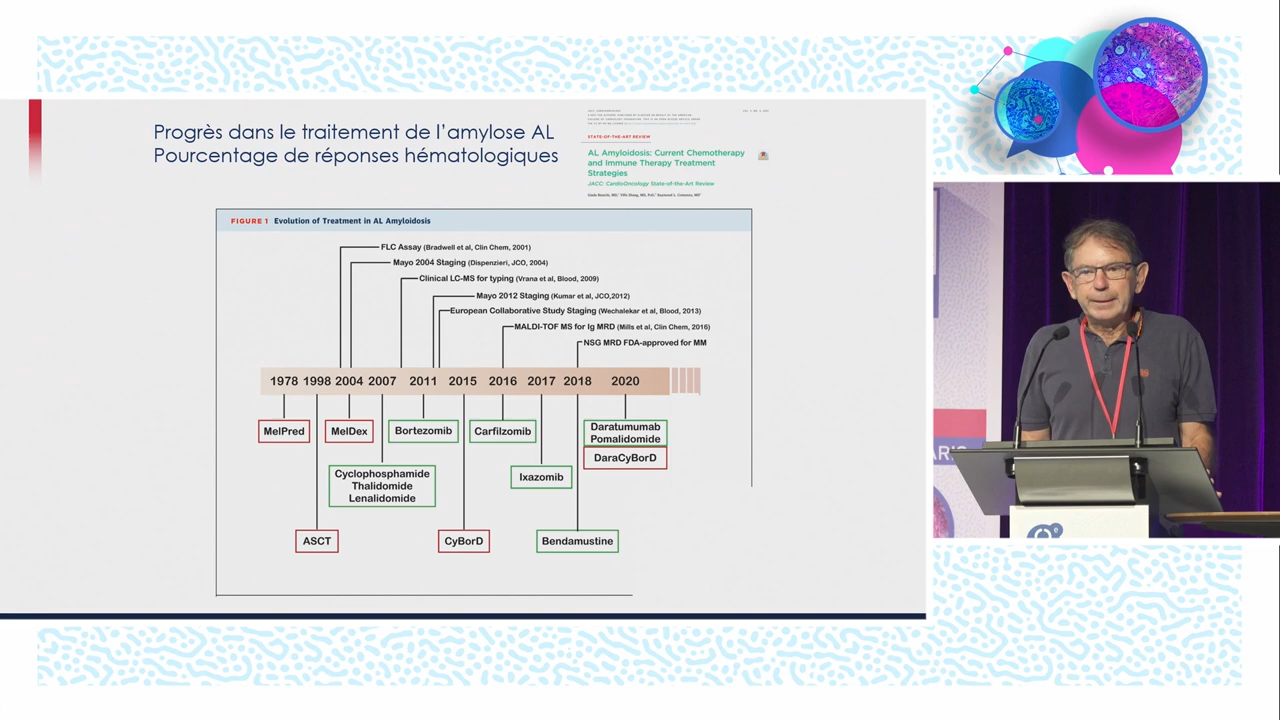 Progrès dans le traitement de l'amylose AL
Pourcentage de réponses hématologiques
STATE-OF-THE-ART REVIEW
AL Amyloidosis: Current Chemotherapy
and Immune Therapy Treatment
Strategies
JACC: CardioOncology State-of-the-Art Review
FIGURE 1 Evolution of Treatment in AL Amyloidosis
FLC Assay (Bradwell et al, Clin Chem, 2001)
Mayo 2004 Staging (Dispenzieri, JCO, 2004)
Clinical LC-MS for typing (Vrana et al, Blood, 2009)
Mayo 2012 Staging (Kumar et al, JCO,2012)
European Collaborative Study Staging (Wechalekar et al, Blood, 2013)
MALDI-TOF MS for Ig MRD (Mills et al, Clin Chem, 2016)
NSG MRD FDA-approved for MM
1978 1998 2004 2007 2011 2015 2016 2017 2018 2020
MelPred
MelDex
Bortezomib
Carfilzomib
Daratumumab
Pomalidomide
DaraCyBorD
Cyclophosphamide
Thalidomide
Lenalidomide
Ixazomib
ASCT
CyBorD
Bendamustine